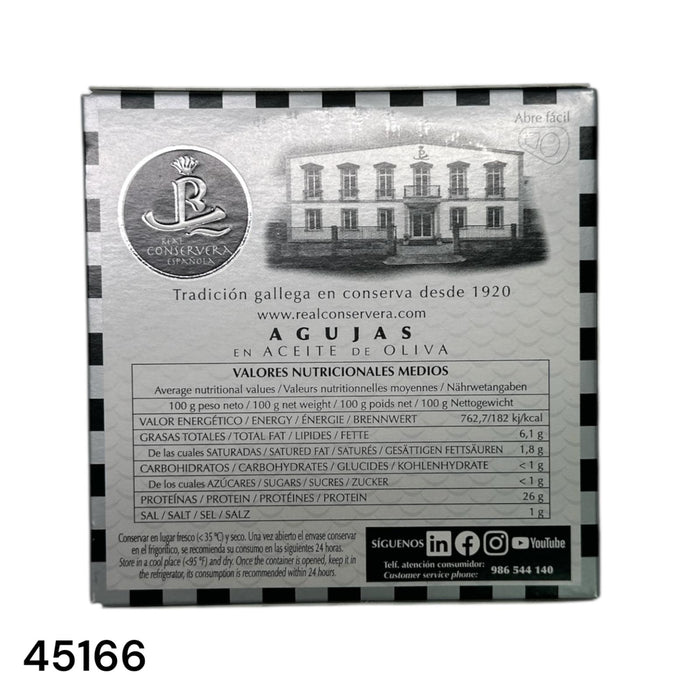 Abre fácil
REAL
CONSERVERA
ESPAÑOLA
Tradición gallega en conserva desde 1920
www.realconservera.com
AGUJAS
EN ACEITE DE OLIVA
VALORES NUTRICIONALES MEDIOS
Average nutritional values / Valeurs nutritionnelles moyennes / Nährwetangaben
100 g peso neto / 100 g net weight / 100 g poids net / 100 g Nettogewicht
VALOR ENERGÉTICO / ENERGY / ÉNERGIE / BRENNWERT 762,7/182 kj/kcal
GRASAS TOTALES / TOTAL FAT / LIPIDES / FETTE 6,1 g
De las cuales SATURADAS / SATURED FAT / SATURÉS / GESÄTTIGEN FETTSÄUREN 1,8 g
CARBOHIDRATOS / CARBOHYDRATES / GLUCIDES / KOHLENHYDRATE < 1 g
De los cuales AZÚCARES / SUGARS / SUCRES / ZUCKER < 1 g
PROTEÍNAS / PROTEIN / PROTÉINES / PROTEIN 26 g
SAL / SALT / SEL / SALZ 1 g
Conservar en lugar fresco (< 35 ºC) y seco. Una vez abierto el envase conservar
en el frigorífico, se recomienda su consumo en las siguientes 24 horas.
Store in a cool place (<95 °F) and dry. Once the container is opened, keep it in
the refrigerator, its consumption is recommended within 24 hours.
SÍGUENOS in f YouTube
Telf. atención consumidor:
Customer service phone: 986 544 140
45166